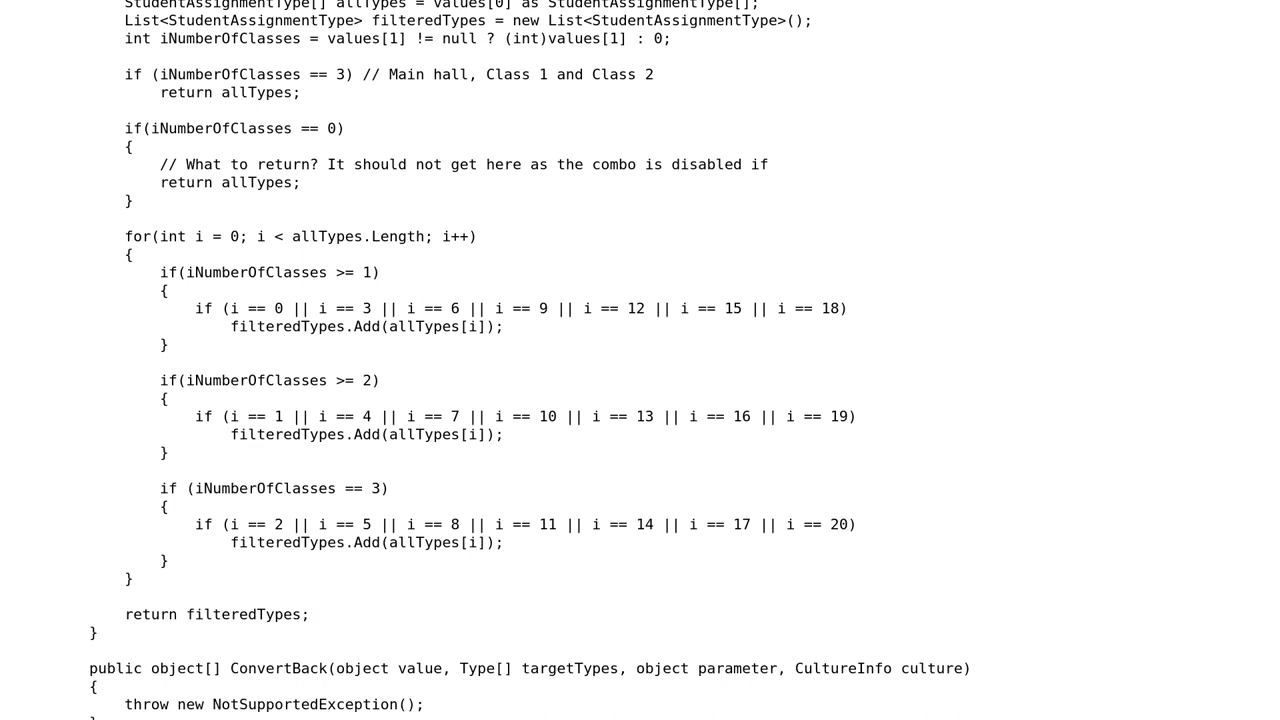 StudentAssignmentType[] allTypes = values[0] as StudentAssignmentType[];
List<StudentAssignmentType> filteredTypes = new List<StudentAssignmentType>();
int iNumberOfClasses = values[1] != null ? (int)values[1] : 0;
if (iNumberOfClasses == 3) // Main hall, Class 1 and Class 2
return allTypes;
if(iNumberOfClasses == 0)
{
// What to return? It should not get here as the combo is disabled if
return allTypes;
}
for(int i = 0; i < allTypes.Length; i++)
{
if(iNumberOfClasses >= 1)
{
if (i == 0 || i == 3 || i == 6 || i == 9 || i == 12 || i == 15 || i == 18)
filteredTypes.Add(allTypes[i]);
}
if(iNumberOfClasses >= 2)
{
if (i == 1 || i == 4 || i == 7 || i == 10 || i == 13 || i == 16 || i == 19)
filteredTypes.Add(allTypes[i]);
}
if (iNumberOfClasses == 3)
{
if (i == 2 || i == 5 || i == 8 || i == 11 || i == 14 || i == 17 || i == 20)
filteredTypes.Add(allTypes[i]);
}
}
return filteredTypes;
}
public object[] ConvertBack(object value, Type[] targetTypes, object parameter, CultureInfo culture)
{
throw new NotSupportedException();
}